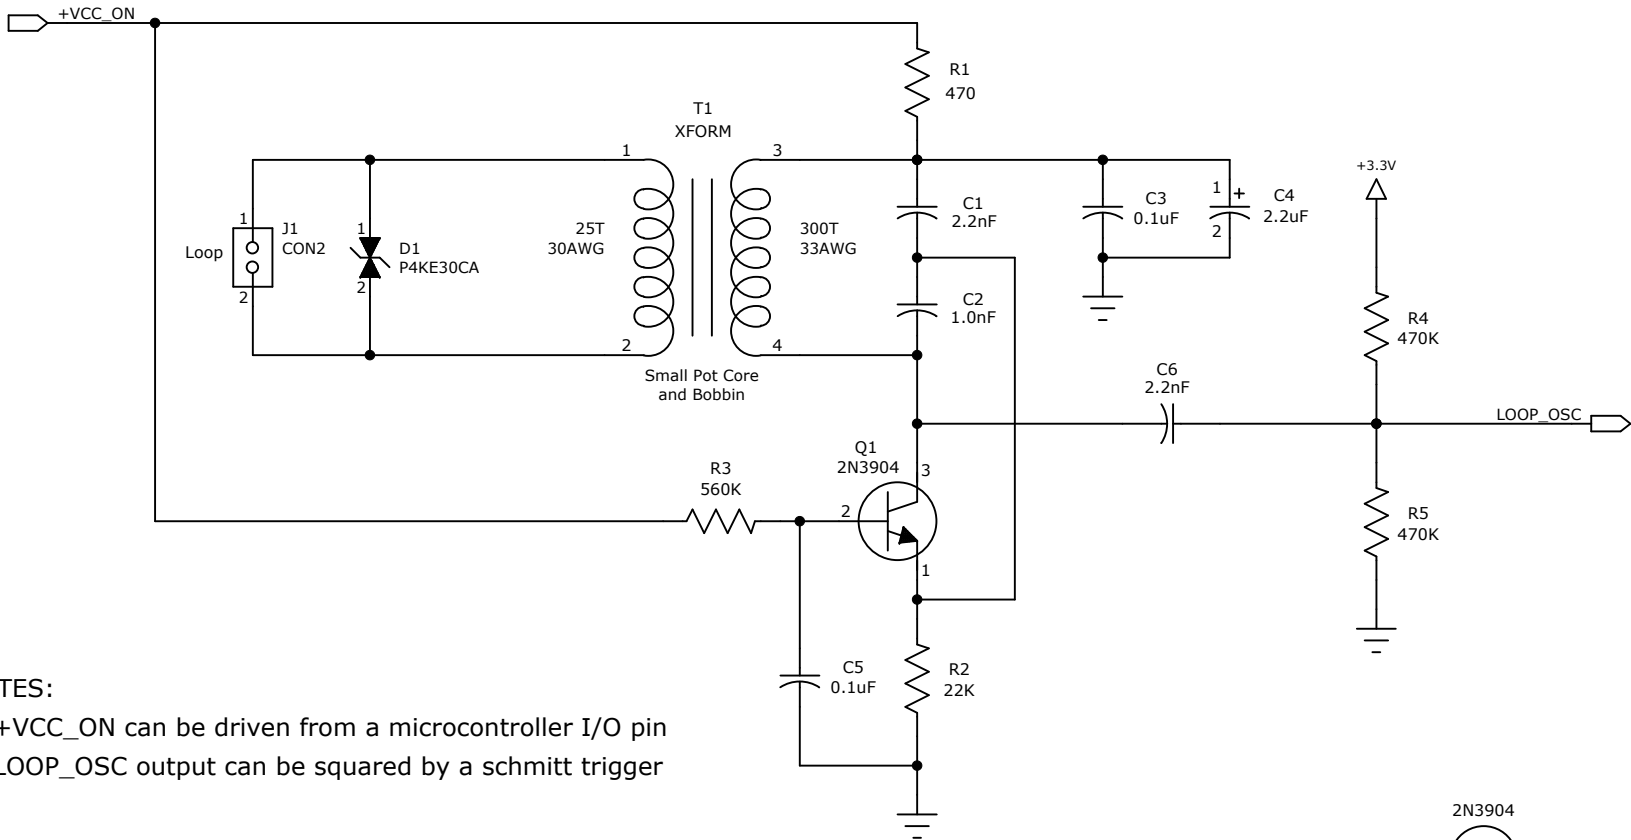 +VCC_ON
R1
470
T1
XFORM
1
3
+3.3V
1
+
C4
2.2uF
C3
0.1uF
C1
2.2nF
2
1
J1
CON2
Loop
2
1
D1
P4KE30CA
2
25T
30AWG
300T
33AWG
C2
1.0nF
R4
470K
2
4
Small Pot Core
and Bobbin
C6
2.2nF
LOOP_OSC
Q1
2N3904
3
R3
560K
2
1
R5
470K
C5
0.1uF
R2
22K
TES:
+VCC_ON can be driven from a microcontroller I/O pin
LOOP_OSC output can be squared by a schmitt trigger
2N3904